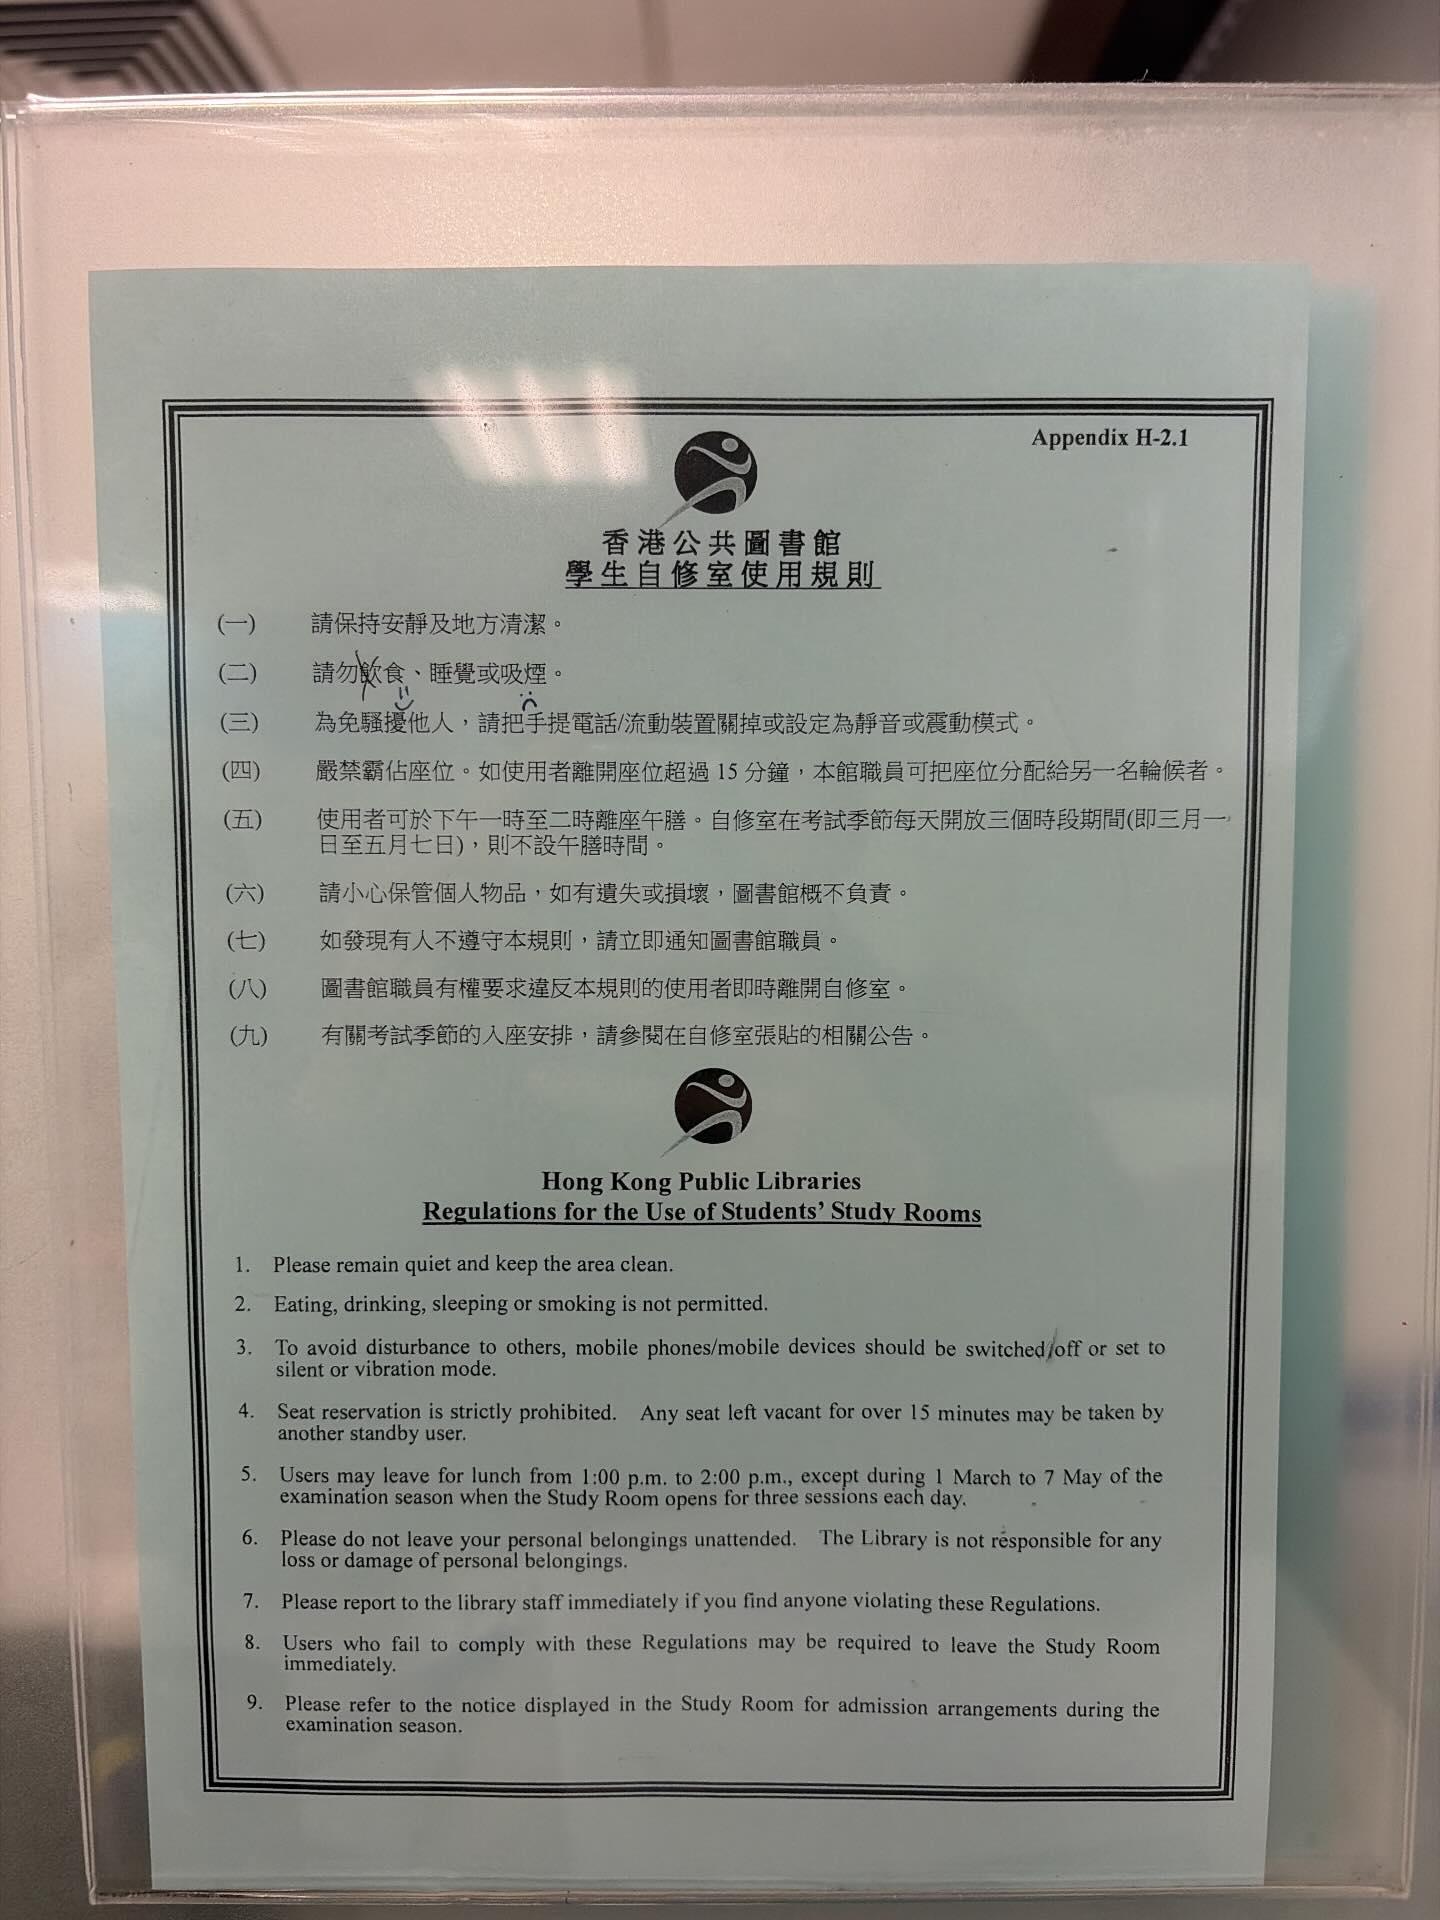 Appendix H-2.1
香港公共圖書館
學生自修室使用規則
(一) 請保持安靜及地方清潔。
(二) 請勿飲食、睡覺或吸煙。
(三) 為免騷擾他人，請把手提電話/流動裝置關掉或設定為靜音或震動模式。
(四) 嚴禁霸佔座位。如使用者離開座位超過 15 分鐘，本館職員可把座位分配給另一名輪候者。
(五) 使用者可於下午一時至二時離座午膳。自修室在考試季節每天開放三個時段期間(即三月一
日至五月七日)，則不設午膳時間。
(六) 請小心保管個人物品，如有遺失或損壞，圖書館概不負責。
(七) 如發現有人不遵守本規則，請立即通知圖書館職員。
(八) 圖書館職員有權要求違反本規則的使用者即時離開自修室。
(九) 有關考試季節的入座安排，請參閱在自修室張貼的相關公告。
Hong Kong Public Libraries
Regulations for the Use of Students' Study Rooms
1. Please remain quiet and keep the area clean.
2. Eating, drinking, sleeping or smoking is not permitted.
3. To avoid disturbance to others, mobile phones/mobile devices should be switched off or set to
silent or vibration mode.
4. Seat reservation is strictly prohibited. Any seat left vacant for over 15 minutes may be taken by
another standby user.
5. Users may leave for lunch from 1:00 p.m. to 2:00 p.m., except during 1 March to 7 May of the
examination season when the Study Room opens for three sessions each day.
6. Please do not leave your personal belongings unattended. The Library is not responsible for any
loss or damage of personal belongings.
7. Please report to the library staff immediately if you find anyone violating these Regulations.
8. Users who fail to comply with these Regulations may be required to leave the Study Room
immediately.
9. Please refer to the notice displayed in the Study Room for admission arrangements during the
examination season.